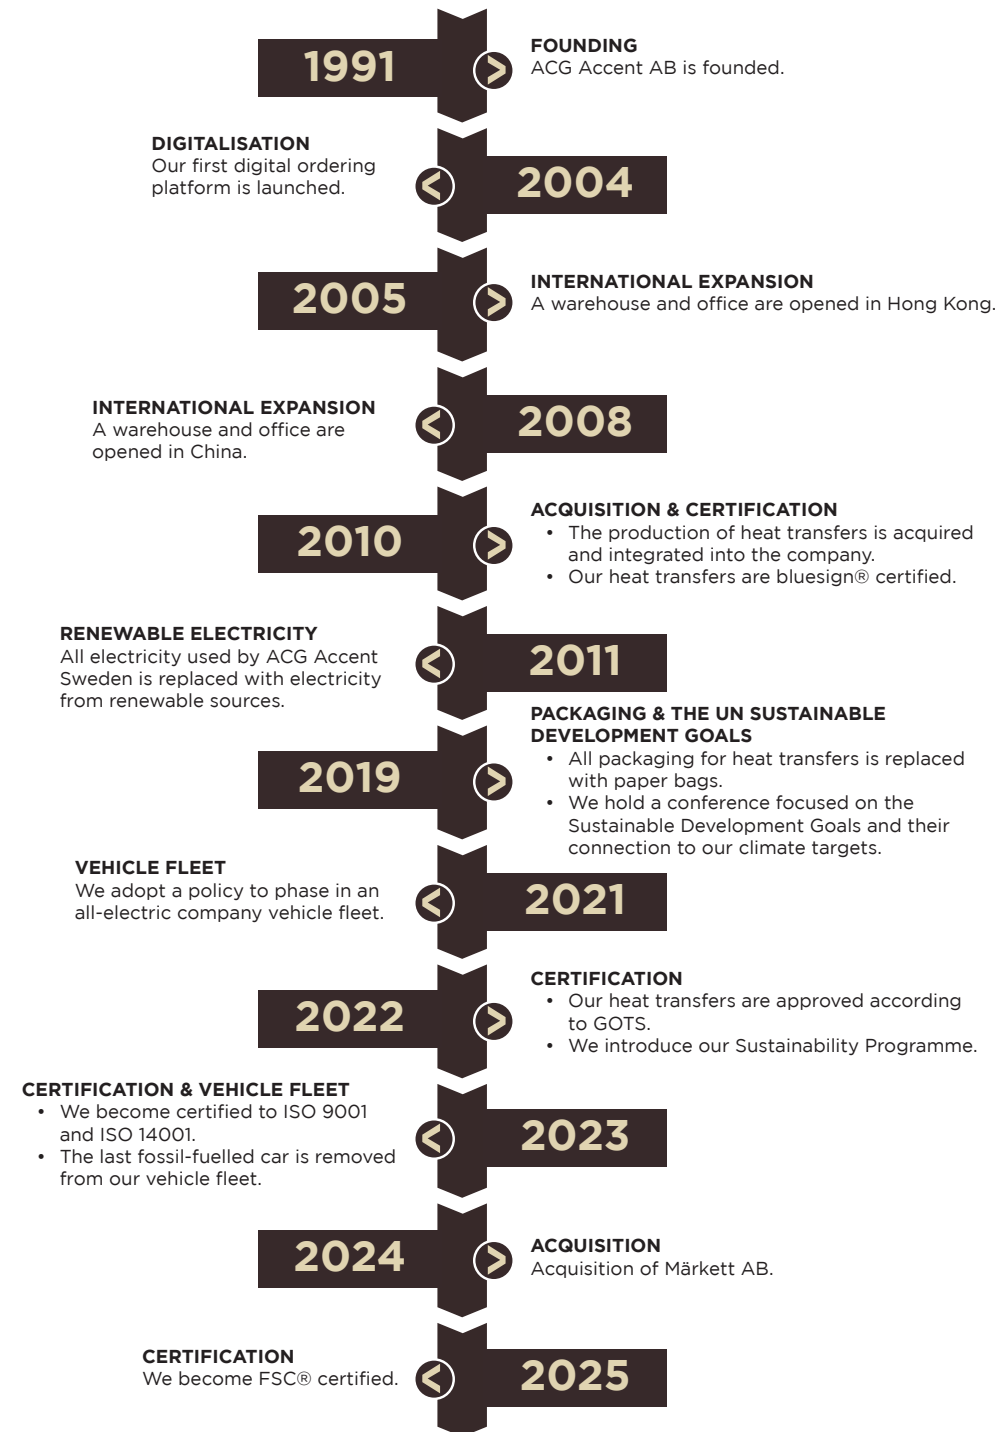 1991
FOUNDING
ACG Accent AB is founded.
DIGITALISATION
Our first digital ordering
platform is launched.
2004
2005
INTERNATIONAL EXPANSION
A warehouse and office are opened in Hong Kong.
INTERNATIONAL EXPANSION
A warehouse and office are
opened in China.
2008
2010
ACQUISITION & CERTIFICATION
• The production of heat transfers is acquired
and integrated into the company.
• Our heat transfers are bluesign® certified.
RENEWABLE ELECTRICITY
All electricity used by ACG Accent
Sweden is replaced with electricity
from renewable sources.
2011
2019
PACKAGING & THE UN SUSTAINABLE
DEVELOPMENT GOALS
• All packaging for heat transfers is replaced
with paper bags.
• We hold a conference focused on the
Sustainable Development Goals and their
connection to our climate targets.
VEHICLE FLEET
We adopt a policy to phase in an
all-electric company vehicle fleet.
2021
2022
CERTIFICATION
• Our heat transfers are approved according
to GOTS.
• We introduce our Sustainability Programme.
CERTIFICATION & VEHICLE FLEET
• We become certified to ISO 9001
and ISO 14001.
• The last fossil-fuelled car is removed
from our vehicle fleet.
2023
2024
ACQUISITION
Acquisition of Märkett AB.
CERTIFICATION
We become FSC® certified.
2025